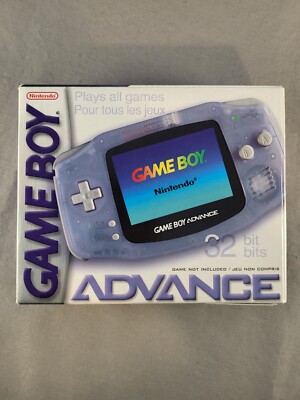 Nintendo
GAME BOY
Plays all games
Pour tous les jeux
GAME BOY
Nintendo®
GAME BOY ADVANCE
32 bit
bits
GAME NOT INCLUDED / JEU NON COMPRIS
ADVANCE